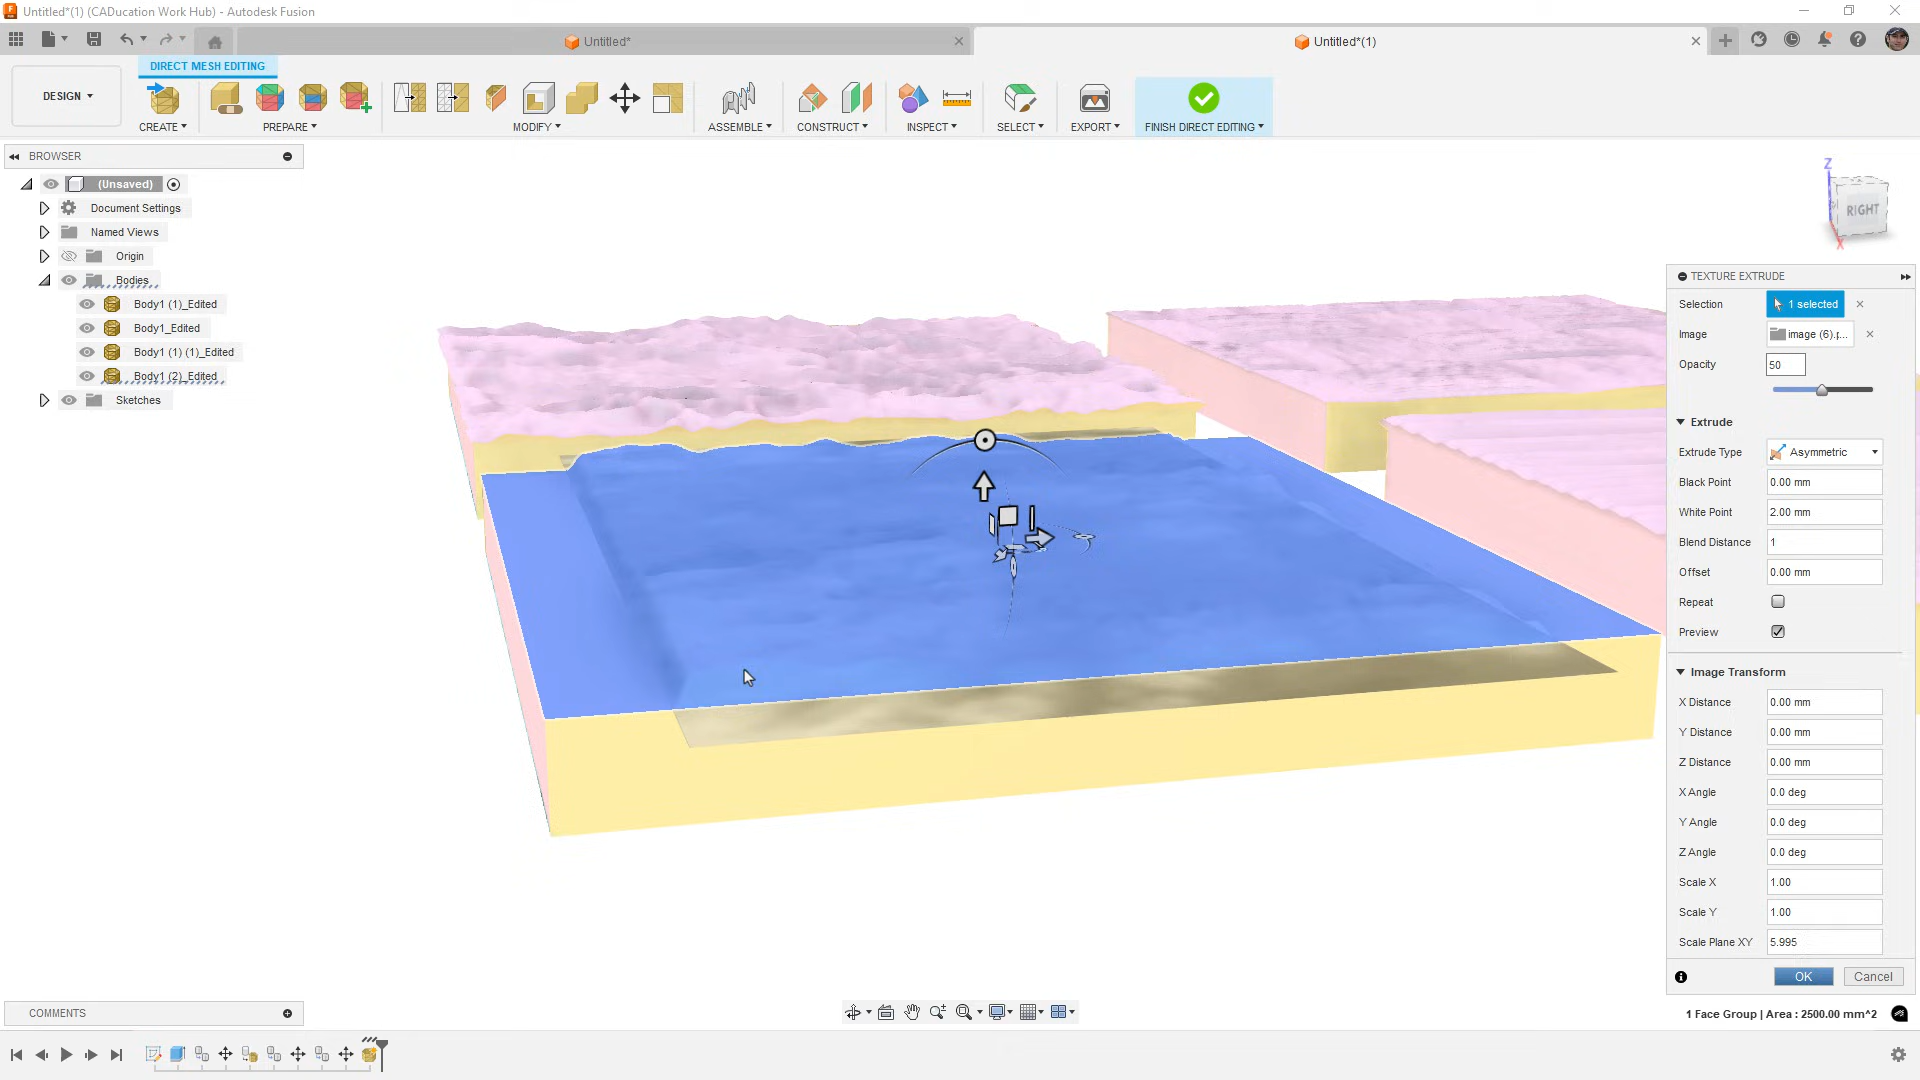 Untitled*(1) (CADucation Work Hub) - Autodesk Fusion
Untitled*
Untitled*(1)
DESIGN
DIRECT MESH EDITING
CREATE
PREPARE
MODIFY
ASSEMBLE
CONSTRUCT
INSPECT
SELECT
EXPORT
FINISH DIRECT EDITING
BROWSER
(Unsaved)
Document Settings
Named Views
Origin
Bodies
Body1 (1)_Edited
Body1_Edited
Body1 (1) (1)_Edited
Body1 (2)_Edited
Sketches
Z
RIGHT
X
TEXTURE EXTRUDE
Selection 1 selected
Image image (6).p...
Opacity 50
Extrude
Extrude Type Asymmetric
Black Point 0.00 mm
White Point 2.00 mm
Blend Distance 1
Offset 0.00 mm
Repeat
Preview
Image Transform
X Distance 0.00 mm
Y Distance 0.00 mm
Z Distance 0.00 mm
X Angle 0.0 deg
Y Angle 0.0 deg
Z Angle 0.0 deg
Scale X 1.00
Scale Y 1.00
Scale Plane XY 5.995
OK Cancel
COMMENTS
1 Face Group | Area : 2500.00 mm^2